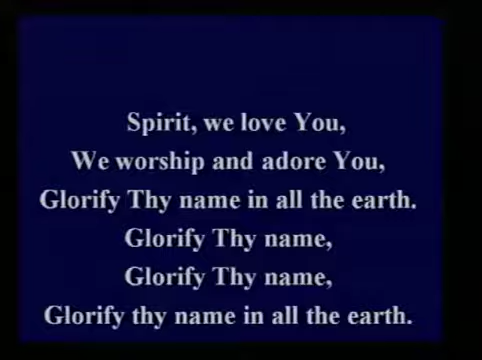 Spirit, we love You,
We worship and adore You,
Glorify Thy name in all the earth.
Glorify Thy name,
Glorify Thy name,
Glorify thy name in all the earth.